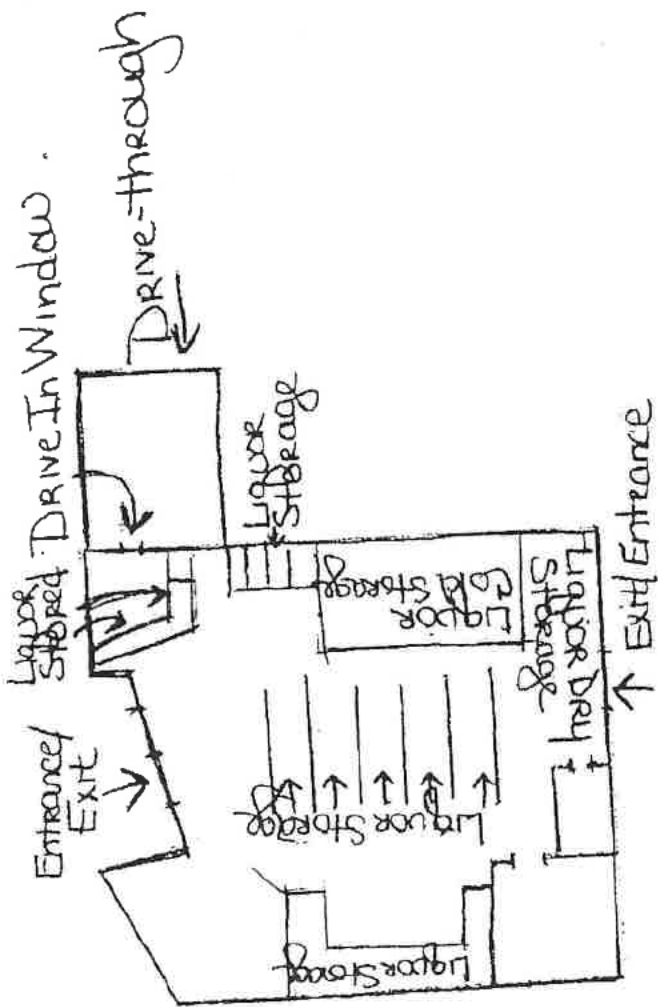 Drive-through
Drive In Window.
Liquor
Stored
Entrance/
Exit
Liquor
Storage
Liquor
Cold Storage
Liquor Storage
Liquor Storage
Liquor Dry
Storage
Exit/Entrance